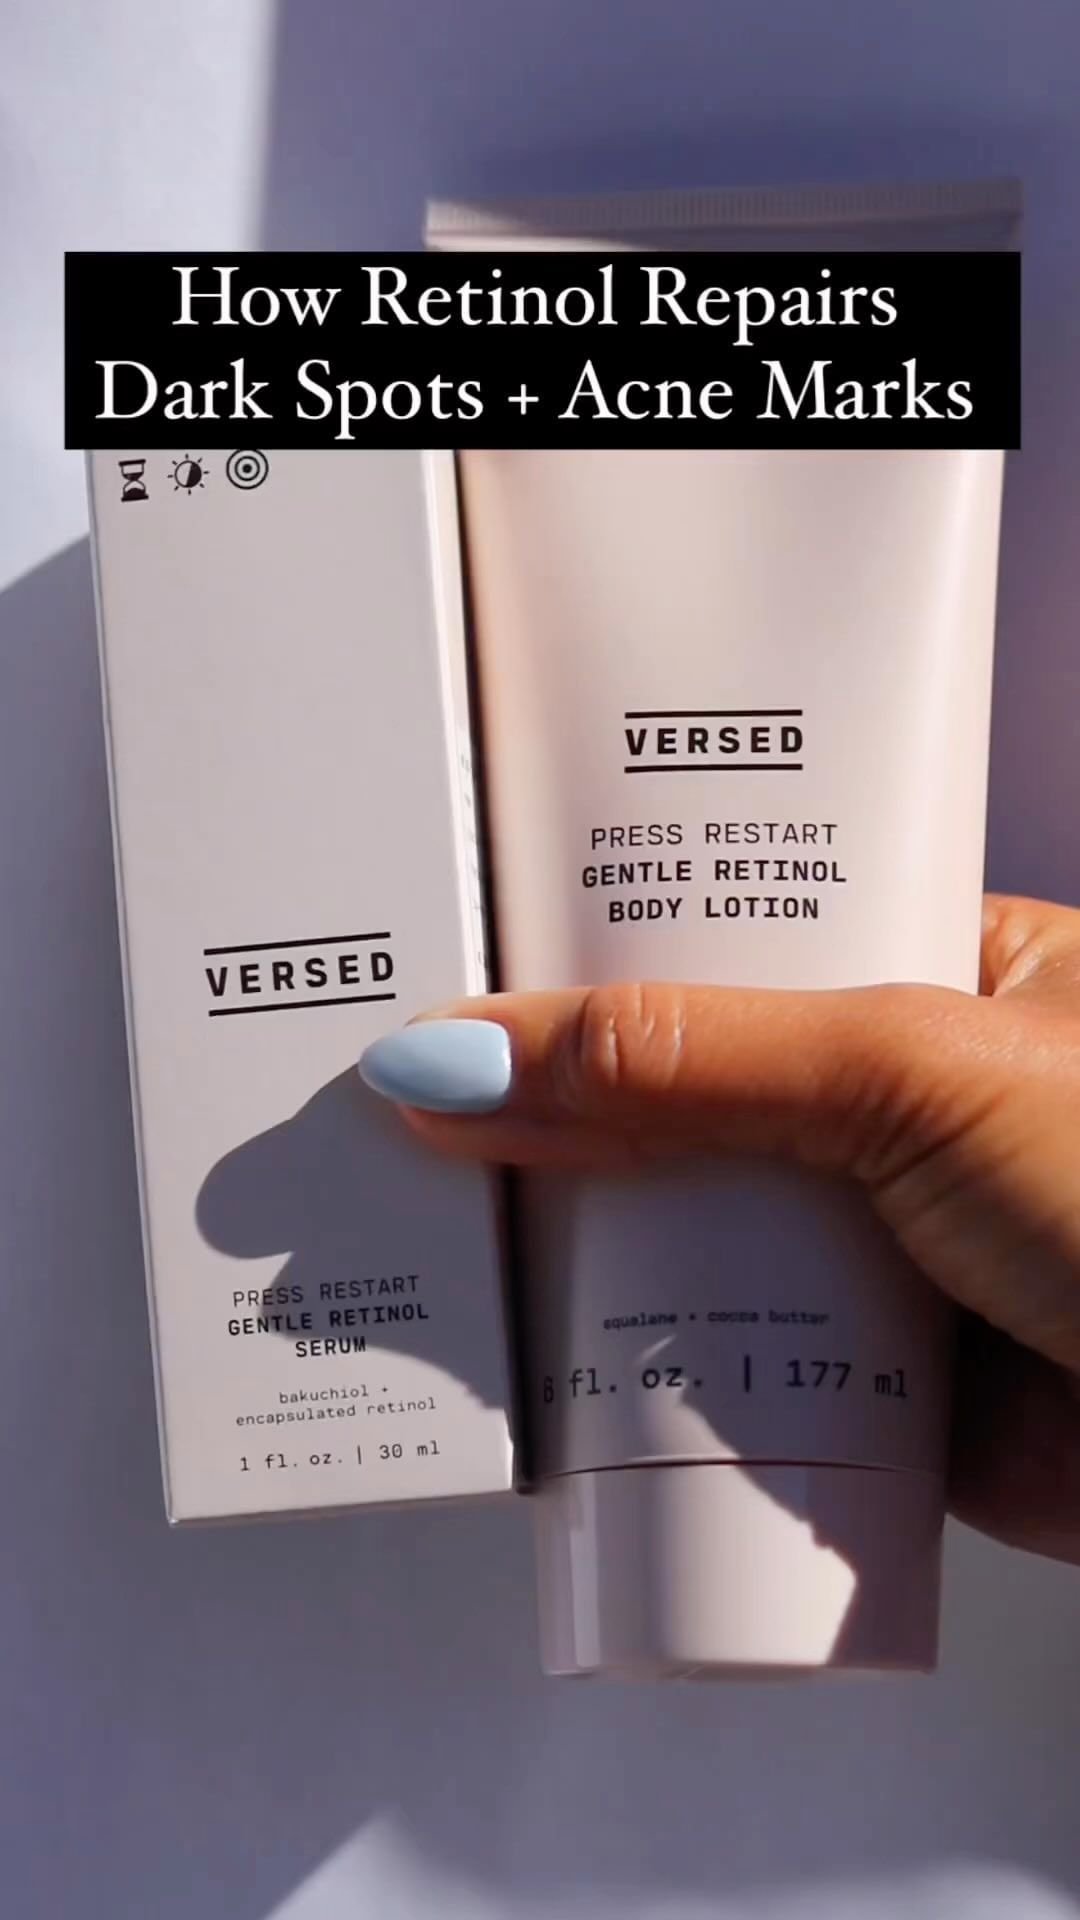 How Retinol Repairs
Dark Spots + Acne Marks
VERSED
PRESS RESTART
GENTLE RETINOL
BODY LOTION
squalane + cocoa butter
6 fl. oz. | 177 ml
VERSED
PRESS RESTART
GENTLE RETINOL
SERUM
bakuchiol +
encapsulated retinol
1 fl. oz. | 30 ml